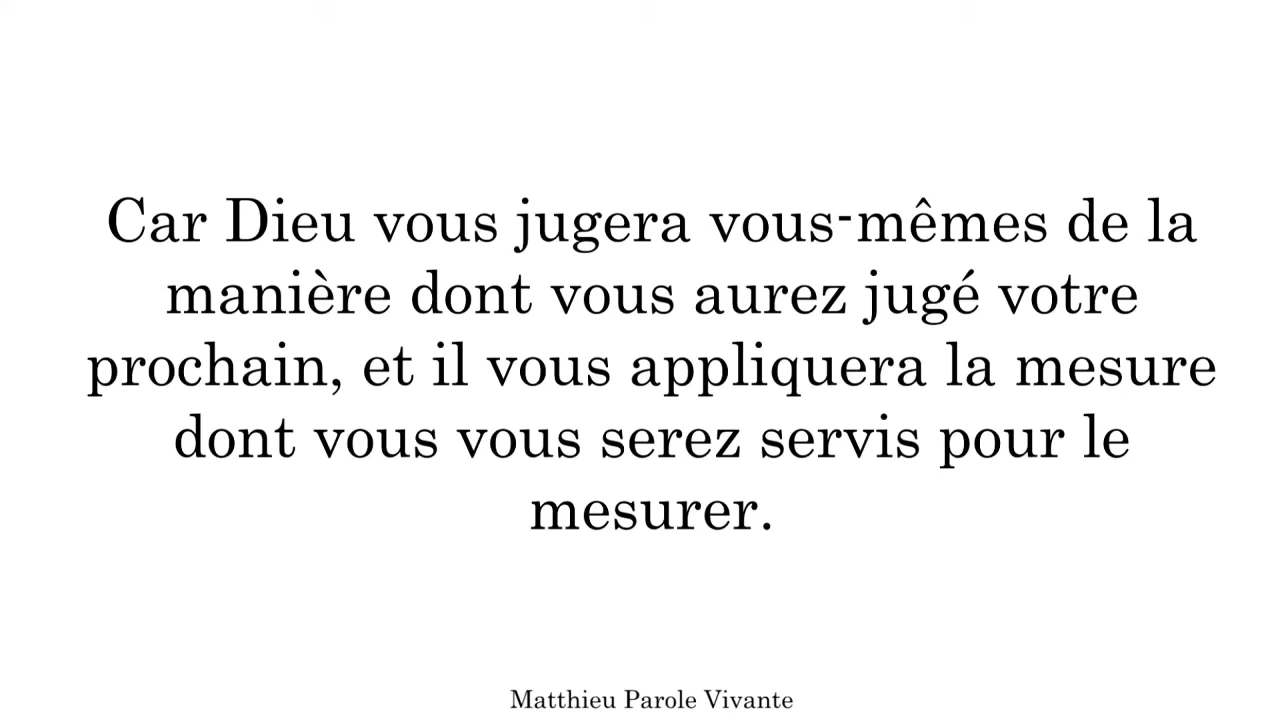 Car Dieu vous jugera vous-mêmes de la
manière dont vous aurez jugé votre
prochain, et il vous appliquera la mesure
dont vous vous serez servis pour le
mesurer.
Matthieu Parole Vivante